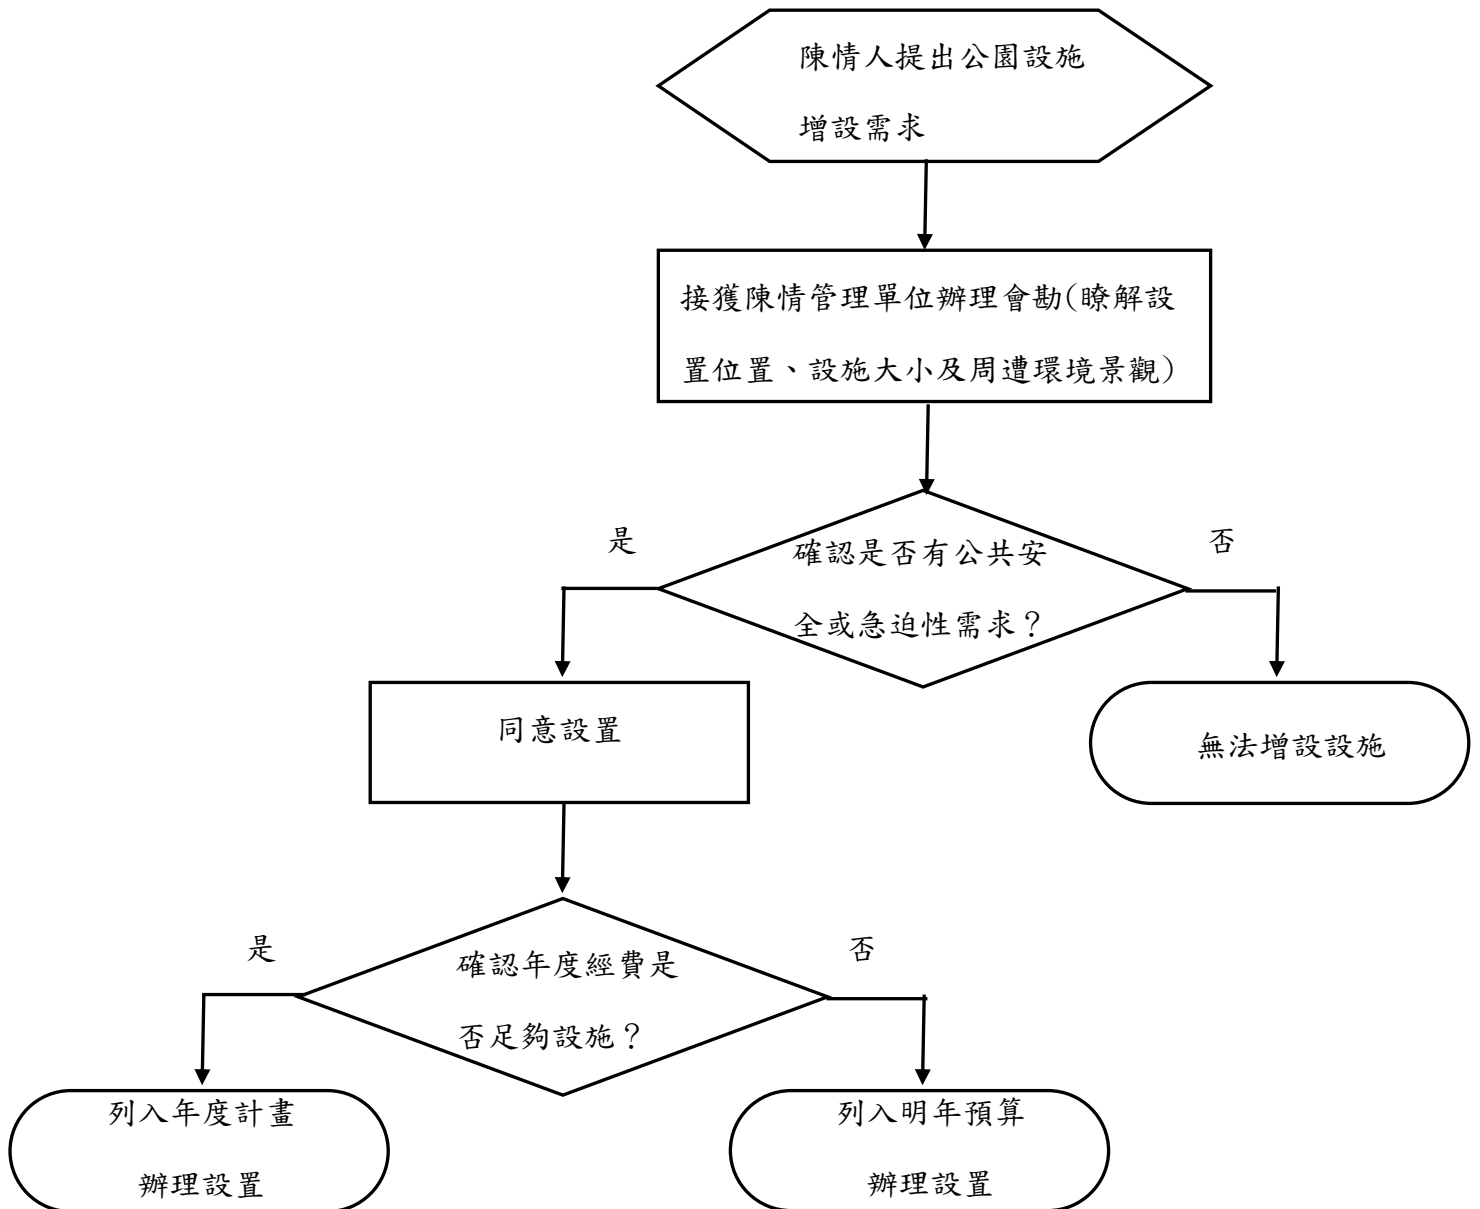 陳情人提出公園設施
增設需求
接獲陳情管理單位辦理會勘(瞭解設
置位置、設施大小及周遭環境景觀)
是
確認是否有公共安
全或急迫性需求？
否
同意設置
無法增設設施
是
確認年度經費是
否足夠設施？
否
列入年度計畫
辦理設置
列入明年預算
辦理設置